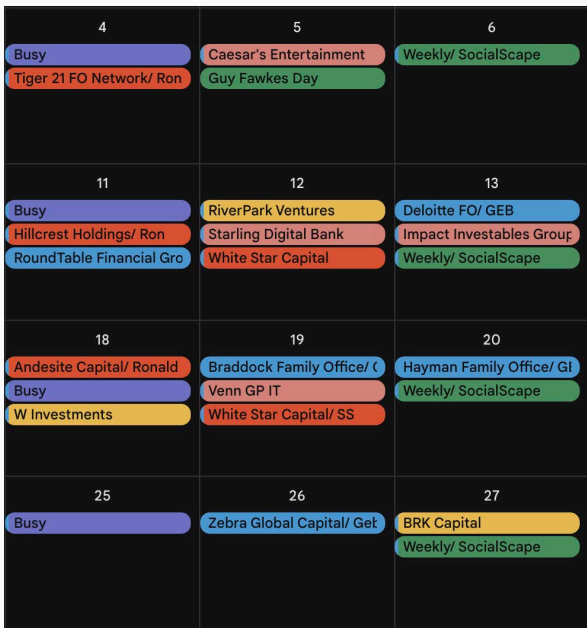 4
5
6
Busy
Caesar's Entertainment
Weekly/ SocialScape
Tiger 21 FO Network/ Ron
Guy Fawkes Day
11
12
13
Busy
RiverPark Ventures
Deloitte FO/ GEB
Hillcrest Holdings/ Ron
Starling Digital Bank
Impact Investables Group
RoundTable Financial Gro
White Star Capital
Weekly/ SocialScape
18
19
20
Andesite Capital/ Ronald
Braddock Family Office/
Hayman Family Office/ GE
Busy
Venn GP IT
Weekly/ SocialScape
W Investments
White Star Capital/ SS
25
26
27
Busy
Zebra Global Capital/ Geb
BRK Capital
Weekly/ SocialScape